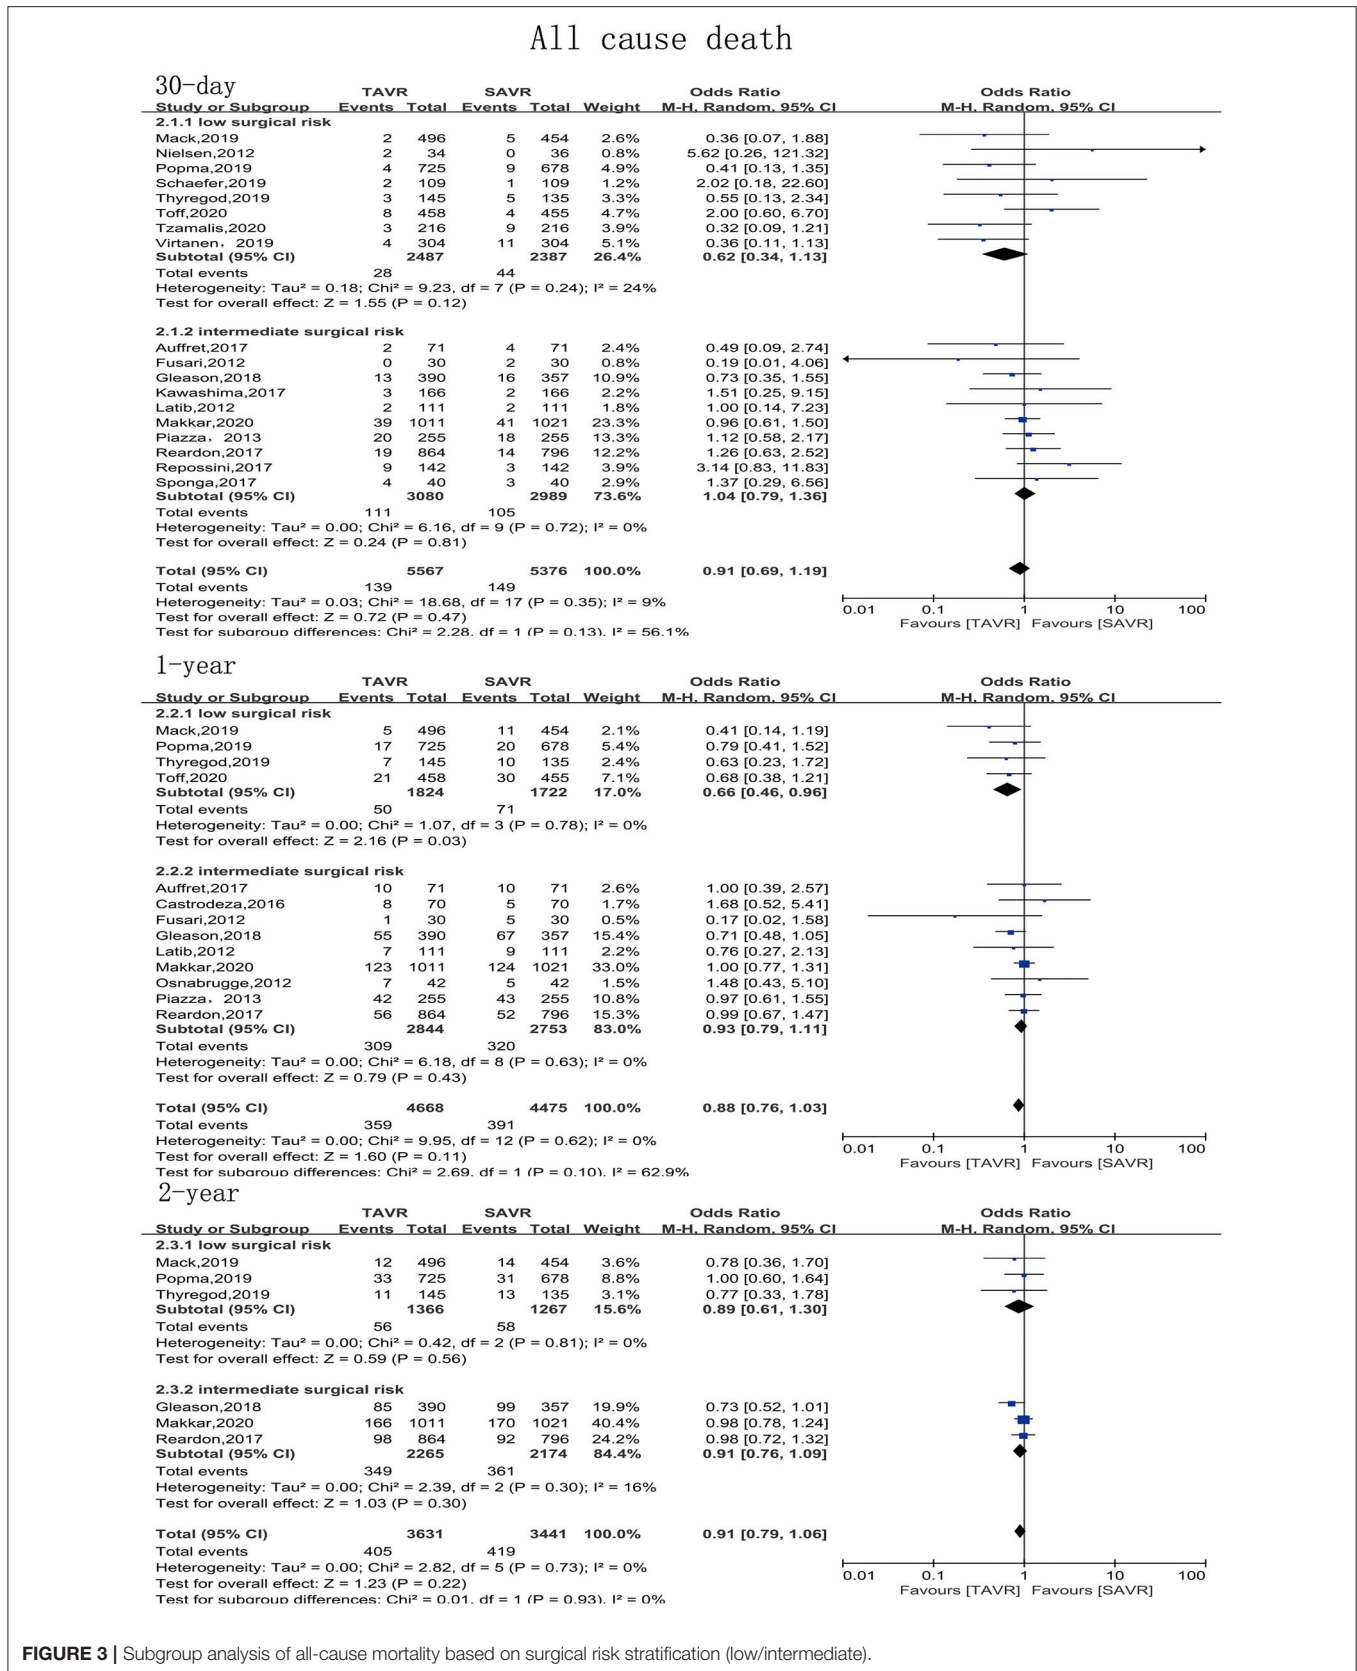 All cause death
30-day
TAVR SAVR Odds Ratio Odds Ratio
Study or Subgroup Events Total Events Total Weight M-H, Random, 95% CI M-H, Random, 95% CI
2.1.1 low surgical risk
Mack,2019 2 496 5 454 2.6% 0.36 [0.07, 1.88]
Nielsen,2012 2 34 0 36 0.8% 5.62 [0.26, 121.32]
Popma,2019 4 725 9 678 4.9% 0.41 [0.13, 1.35]
Schaefer,2019 2 109 1 109 1.2% 2.02 [0.18, 22.60]
Thyregod,2019 3 145 5 135 3.3% 0.55 [0.13, 2.34]
Toff,2020 8 458 4 455 4.7% 2.00 [0.60, 6.70]
Tzamalis,2020 3 216 9 216 3.9% 0.32 [0.09, 1.21]
Virtanen，2019 4 304 11 304 5.1% 0.36 [0.11, 1.13]
Subtotal (95% CI) 2487 2387 26.4% 0.62 [0.34, 1.13]
Total events 28 44
Heterogeneity: Tau² = 0.18; Chi² = 9.23, df = 7 (P = 0.24); I² = 24%
Test for overall effect: Z = 1.55 (P = 0.12)
2.1.2 intermediate surgical risk
Auffret,2017 2 71 4 71 2.4% 0.49 [0.09, 2.74]
Fusari,2012 0 30 2 30 0.8% 0.19 [0.01, 4.06]
Gleason,2018 13 390 16 357 10.9% 0.73 [0.35, 1.55]
Kawashima,2017 3 166 2 166 2.2% 1.51 [0.25, 9.15]
Latib,2012 2 111 2 111 1.8% 1.00 [0.14, 7.23]
Makkar,2020 39 1011 41 1021 23.3% 0.96 [0.61, 1.50]
Piazza，2013 20 255 18 255 13.3% 1.12 [0.58, 2.17]
Reardon,2017 19 864 14 796 12.2% 1.26 [0.63, 2.52]
Repossini,2017 9 142 3 142 3.9% 3.14 [0.83, 11.83]
Sponga,2017 4 40 3 40 2.9% 1.37 [0.29, 6.56]
Subtotal (95% CI) 3080 2989 73.6% 1.04 [0.79, 1.36]
Total events 111 105
Heterogeneity: Tau² = 0.00; Chi² = 6.16, df = 9 (P = 0.72); I² = 0%
Test for overall effect: Z = 0.24 (P = 0.81)
Total (95% CI) 5567 5376 100.0% 0.91 [0.69, 1.19]
Total events 139 149
Heterogeneity: Tau² = 0.03; Chi² = 18.68, df = 17 (P = 0.35); I² = 9%
Test for overall effect: Z = 0.72 (P = 0.47)
Test for subgroup differences: Chi² = 2.28, df = 1 (P = 0.13), I² = 56.1%
0.01 0.1 1 10 100
Favours [TAVR] Favours [SAVR]
1-year
TAVR SAVR Odds Ratio Odds Ratio
Study or Subgroup Events Total Events Total Weight M-H, Random, 95% CI M-H, Random, 95% CI
2.2.1 low surgical risk
Mack,2019 5 496 11 454 2.1% 0.41 [0.14, 1.19]
Popma,2019 17 725 20 678 5.4% 0.79 [0.41, 1.52]
Thyregod,2019 7 145 10 135 2.4% 0.63 [0.23, 1.72]
Toff,2020 21 458 30 455 7.1% 0.68 [0.38, 1.21]
Subtotal (95% CI) 1824 1722 17.0% 0.66 [0.46, 0.96]
Total events 50 71
Heterogeneity: Tau² = 0.00; Chi² = 1.07, df = 3 (P = 0.78); I² = 0%
Test for overall effect: Z = 2.16 (P = 0.03)
2.2.2 intermediate surgical risk
Auffret,2017 10 71 10 71 2.6% 1.00 [0.39, 2.57]
Castrodeza,2016 8 70 5 70 1.7% 1.68 [0.52, 5.41]
Fusari,2012 1 30 5 30 0.5% 0.17 [0.02, 1.58]
Gleason,2018 55 390 67 357 15.4% 0.71 [0.48, 1.05]
Latib,2012 7 111 9 111 2.2% 0.76 [0.27, 2.13]
Makkar,2020 123 1011 124 1021 33.0% 1.00 [0.77, 1.31]
Osnabrugge,2012 7 42 5 42 1.5% 1.48 [0.43, 5.10]
Piazza，2013 42 255 43 255 10.8% 0.97 [0.61, 1.55]
Reardon,2017 56 864 52 796 15.3% 0.99 [0.67, 1.47]
Subtotal (95% CI) 2844 2753 83.0% 0.93 [0.79, 1.11]
Total events 309 320
Heterogeneity: Tau² = 0.00; Chi² = 6.18, df = 8 (P = 0.63); I² = 0%
Test for overall effect: Z = 0.79 (P = 0.43)
Total (95% CI) 4668 4475 100.0% 0.88 [0.76, 1.03]
Total events 359 391
Heterogeneity: Tau² = 0.00; Chi² = 9.95, df = 12 (P = 0.62); I² = 0%
Test for overall effect: Z = 1.60 (P = 0.11)
Test for subgroup differences: Chi² = 2.69, df = 1 (P = 0.10), I² = 62.9%
0.01 0.1 1 10 100
Favours [TAVR] Favours [SAVR]
2-year
TAVR SAVR Odds Ratio Odds Ratio
Study or Subgroup Events Total Events Total Weight M-H, Random, 95% CI M-H, Random, 95% CI
2.3.1 low surgical risk
Mack,2019 12 496 14 454 3.6% 0.78 [0.36, 1.70]
Popma,2019 33 725 31 678 8.8% 1.00 [0.60, 1.64]
Thyregod,2019 11 145 13 135 3.1% 0.77 [0.33, 1.78]
Subtotal (95% CI) 1366 1267 15.6% 0.89 [0.61, 1.30]
Total events 56 58
Heterogeneity: Tau² = 0.00; Chi² = 0.42, df = 2 (P = 0.81); I² = 0%
Test for overall effect: Z = 0.59 (P = 0.56)
2.3.2 intermediate surgical risk
Gleason,2018 85 390 99 357 19.9% 0.73 [0.52, 1.01]
Makkar,2020 166 1011 170 1021 40.4% 0.98 [0.78, 1.24]
Reardon,2017 98 864 92 796 24.2% 0.98 [0.72, 1.32]
Subtotal (95% CI) 2265 2174 84.4% 0.91 [0.76, 1.09]
Total events 349 361
Heterogeneity: Tau² = 0.00; Chi² = 2.39, df = 2 (P = 0.30); I² = 16%
Test for overall effect: Z = 1.03 (P = 0.30)
Total (95% CI) 3631 3441 100.0% 0.91 [0.79, 1.06]
Total events 405 419
Heterogeneity: Tau² = 0.00; Chi² = 2.82, df = 5 (P = 0.73); I² = 0%
Test for overall effect: Z = 1.23 (P = 0.22)
Test for subgroup differences: Chi² = 0.01, df = 1 (P = 0.93), I² = 0%
0.01 0.1 1 10 100
Favours [TAVR] Favours [SAVR]
FIGURE 3 | Subgroup analysis of all-cause mortality based on surgical risk stratification (low/intermediate).